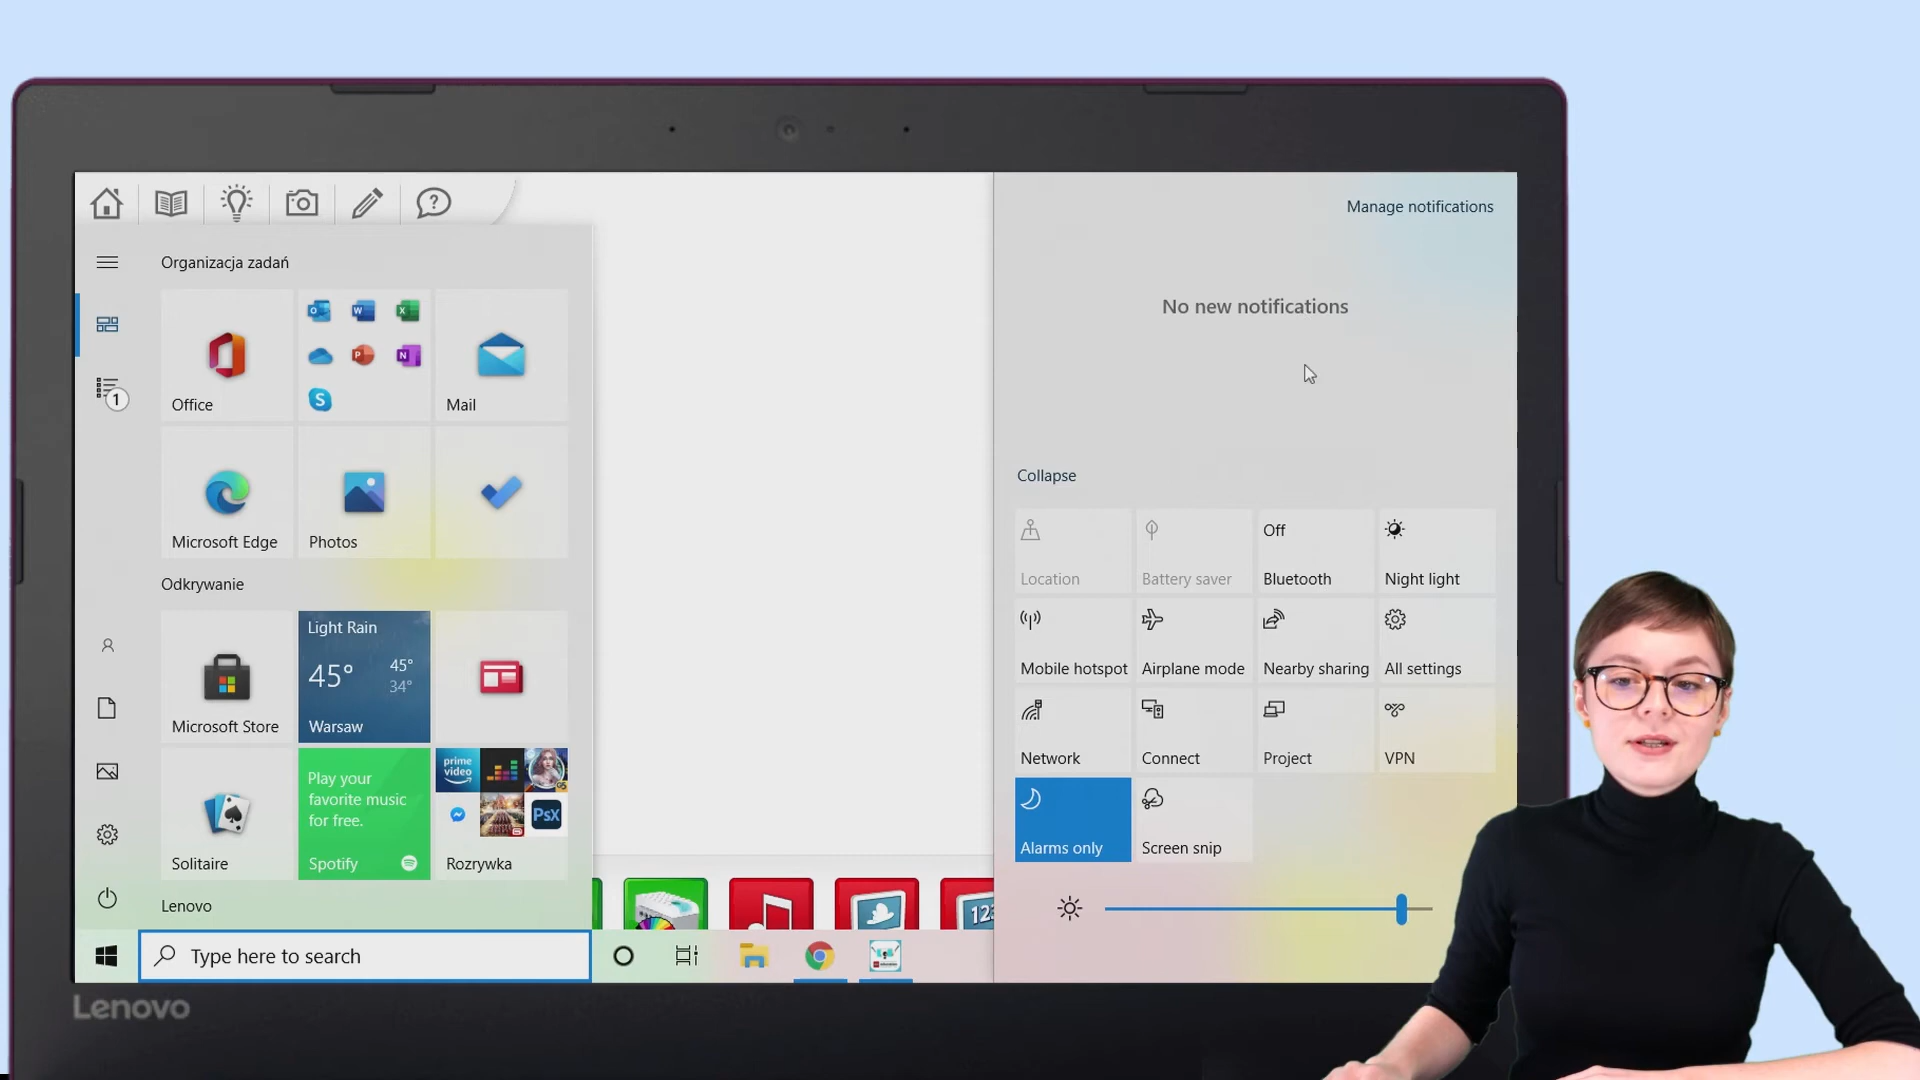 Manage notifications
Organizacja zadań
No new notifications
1
Office
Mail
Collapse
Microsoft Edge
Photos
Off
Location
Battery saver
Bluetooth
Night light
Odkrywanie
Light Rain
45°
45°
34°
Microsoft Store
Warsaw
Mobile hotspot
Airplane mode
Nearby sharing
All settings
Network
Connect
Project
VPN
prime
video
Play your
favorite music
for free.
PsX
Solitaire
Spotify
Rozrywka
Alarms only
Screen snip
Lenovo
123
Type here to search
Lenovo